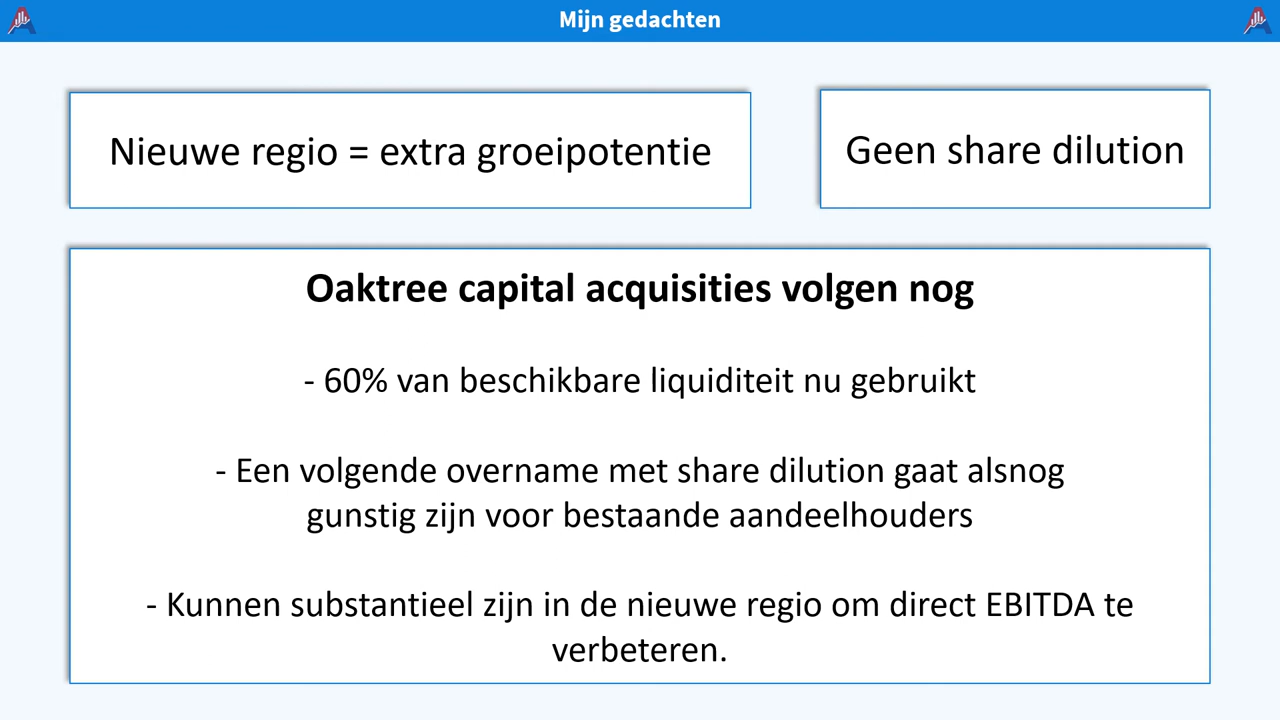 Mijn gedachten
Nieuwe regio = extra groeipotentie
Geen share dilution
Oaktree capital acquisities volgen nog
- 60% van beschikbare liquiditeit nu gebruikt
- Een volgende overname met share dilution gaat alsnog
gunstig zijn voor bestaande aandeelhouders
- Kunnen substantieel zijn in de nieuwe regio om direct EBITDA te
verbeteren.